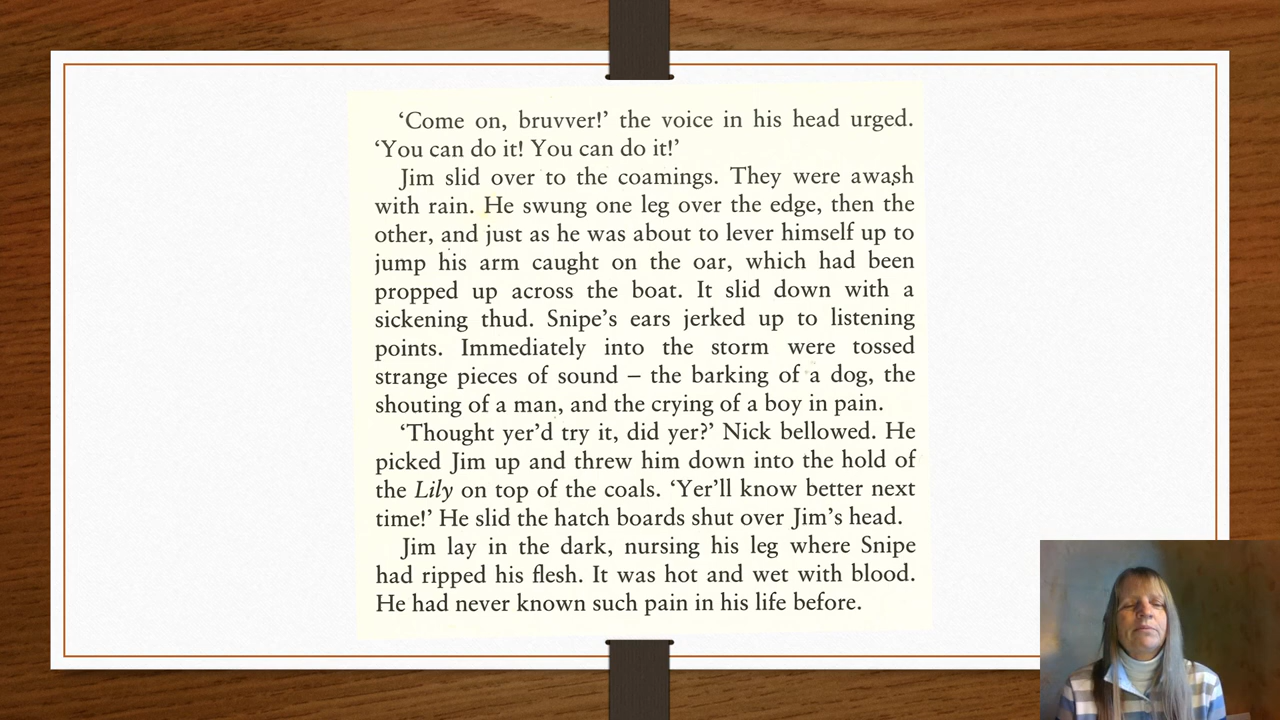 ‘Come on, bruvver!’ the voice in his head urged.
‘You can do it! You can do it!’
Jim slid over to the coamings. They were awash
with rain. He swung one leg over the edge, then the
other, and just as he was about to lever himself up to
jump his arm caught on the oar, which had been
propped up across the boat. It slid down with a
sickening thud. Snipe’s ears jerked up to listening
points. Immediately into the storm were tossed
strange pieces of sound – the barking of a dog, the
shouting of a man, and the crying of a boy in pain.
‘Thought yer’d try it, did yer?’ Nick bellowed. He
picked Jim up and threw him down into the hold of
the Lily on top of the coals. ‘Yer’ll know better next
time!’ He slid the hatch boards shut over Jim’s head.
Jim lay in the dark, nursing his leg where Snipe
had ripped his flesh. It was hot and wet with blood.
He had never known such pain in his life before.